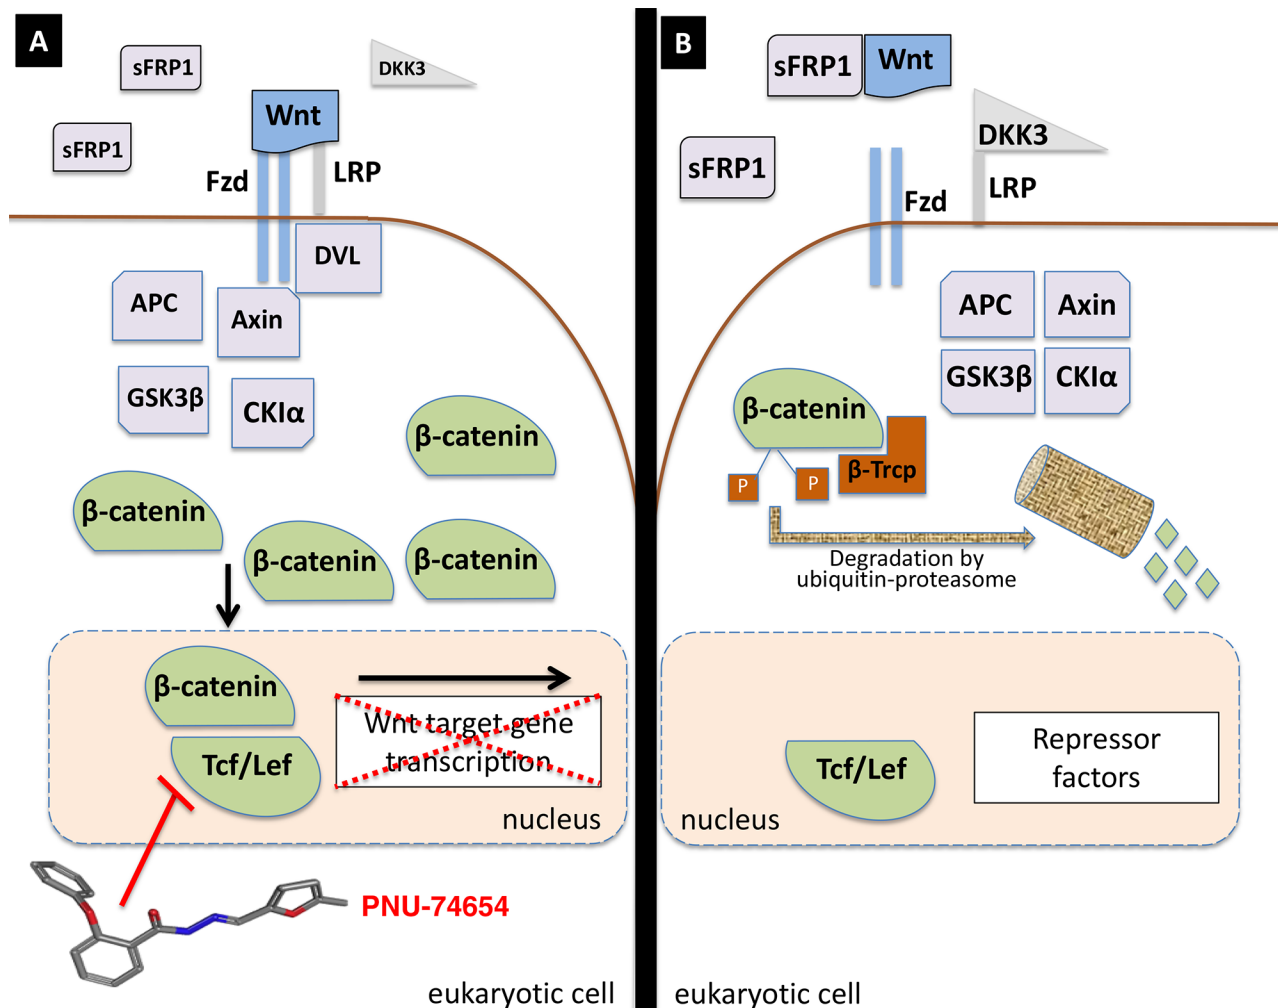 A
sFRP1
DKK3
Wnt
sFRP1
Fzd
LRP
DVL
APC
Axin
GSK3β
CKIα
β-catenin
β-catenin
β-catenin
β-catenin
β-catenin
Tcf/Lef
Wnt target gene
transcription
nucleus
PNU-74654
eukaryotic cell
B
sFRP1
Wnt
DKK3
sFRP1
LRP
Fzd
APC
Axin
GSK3β
CKIα
β-catenin
β-Trcp
P
P
Degradation by
ubiquitin-proteasome
Tcf/Lef
Repressor
factors
nucleus
eukaryotic cell